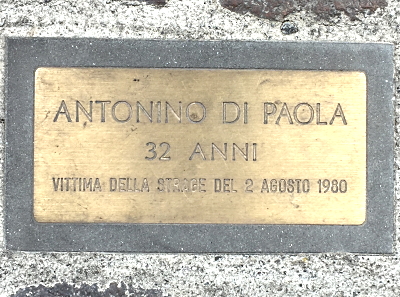 ANTONINO DI PAOLA
32 ANNI
VITTIMA DELLA STRAGE DEL 2 AGOSTO 1980